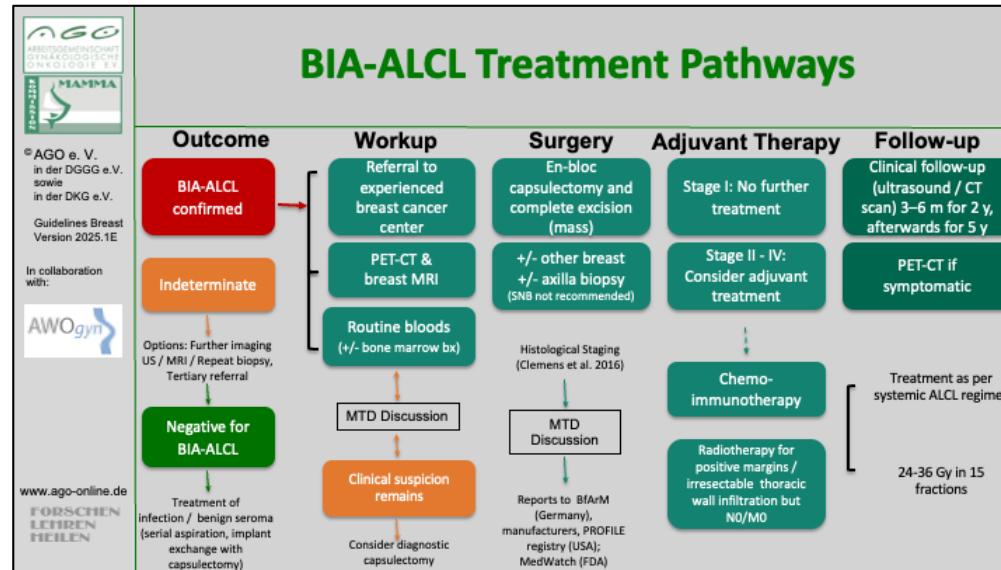 AGO
ARBEITSGEMEINSCHAFT
GYNÄKOLOGISCHE
ONKOLOGIE E.V.
KOMMISSION
MAMMA
© AGO e. V.
in der DGGG e.V.
sowie
in der DKG e.V.
Guidelines Breast
Version 2025.1E
In collaboration
with:
AWOgyn
www.ago-online.de
FORSCHEN
LEHREN
HEILEN
BIA-ALCL Treatment Pathways
Outcome
BIA-ALCL
confirmed
Indeterminate
Options: Further imaging
US / MRI / Repeat biopsy,
Tertiary referral
Negative for
BIA-ALCL
Treatment of
infection / benign seroma
(serial aspiration, implant
exchange with
capsulectomy)
Workup
Referral to
experienced
breast cancer
center
PET-CT &
breast MRI
Routine bloods
(+/- bone marrow bx)
MTD Discussion
Clinical suspicion
remains
Consider diagnostic
capsulectomy
Surgery
En-bloc
capsulectomy and
complete excision
(mass)
+/- other breast
+/- axilla biopsy
(SNB not recommended)
Histological Staging
(Clemens et al. 2016)
MTD
Discussion
Reports to BfArM
(Germany),
manufacturers, PROFILE
registry (USA);
MedWatch (FDA)
Adjuvant Therapy
Stage I: No further
treatment
Stage II - IV:
Consider adjuvant
treatment
Chemo-
immunotherapy
Radiotherapy for
positive margins /
irresectable thoracic
wall infiltration but
N0/M0
Follow-up
Clinical follow-up
(ultrasound / CT
scan) 3–6 m for 2 y,
afterwards for 5 y
PET-CT if
symptomatic
Treatment as per
systemic ALCL regime
24-36 Gy in 15
fractions